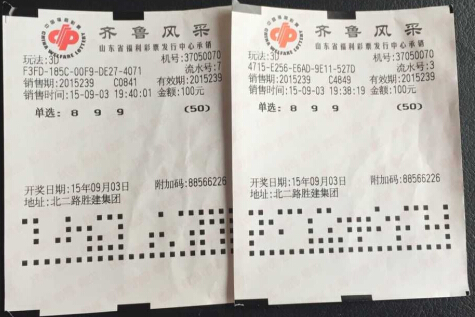 中国福利彩票
CHINA WELFARE LOTTERY
齐鲁风采
山东省福利彩票发行中心承销
玩法:3D 机号:37050070
F3FD-185C-00F9-DE27-4071 流水号:7
销售期:2015239 C0841 有效期:2015239
销售时间:15-09-03 19:40:01 金额:100元
单选: 8 9 9 (50)
开奖日期:15年09月03日 附加码:88566226
地址:北二路胜建集团
中国福利彩票
CHINA WELFARE LOTTERY
齐鲁风采
山东省福利彩票发行中心承销
玩法:3D 机号:37050070
4715-E256-E6AD-9E11-527D 流水号:3
销售期:2015239 C4849 有效期:2015239
销售时间:15-09-03 19:38:19 金额:100元
单选: 8 9 9 (50)
开奖日期:15年09月03日 附加码:88566226
地址:北二路胜建集团